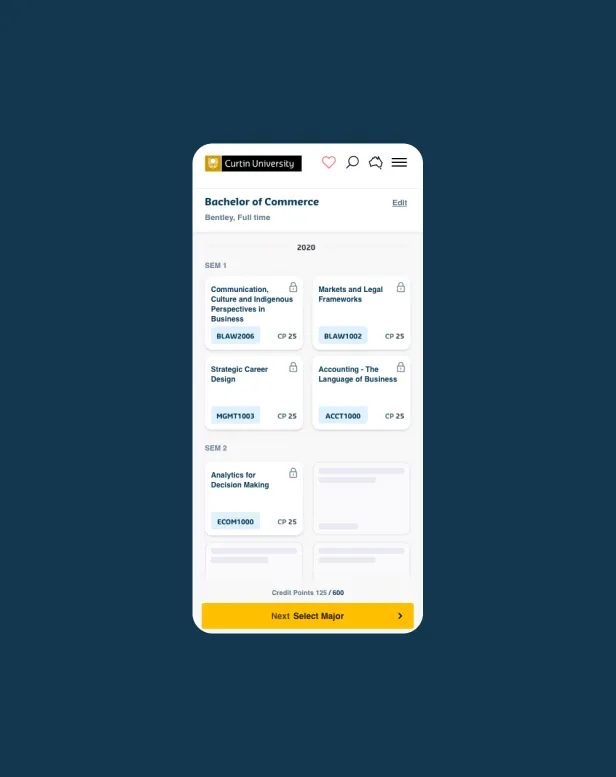 Curtin University
Bachelor of Commerce
Edit
Bentley, Full time
2020
SEM 1
Communication,
Culture and Indigenous
Perspectives in
Business
BLAW2006 CP 25
Markets and Legal
Frameworks
BLAW1002 CP 25
Strategic Career
Design
MGMT1003 CP 25
Accounting - The
Language of Business
ACCT1000 CP 25
SEM 2
Analytics for
Decision Making
ECOM1000 CP 25
Credit Points 125 / 600
Next Select Major